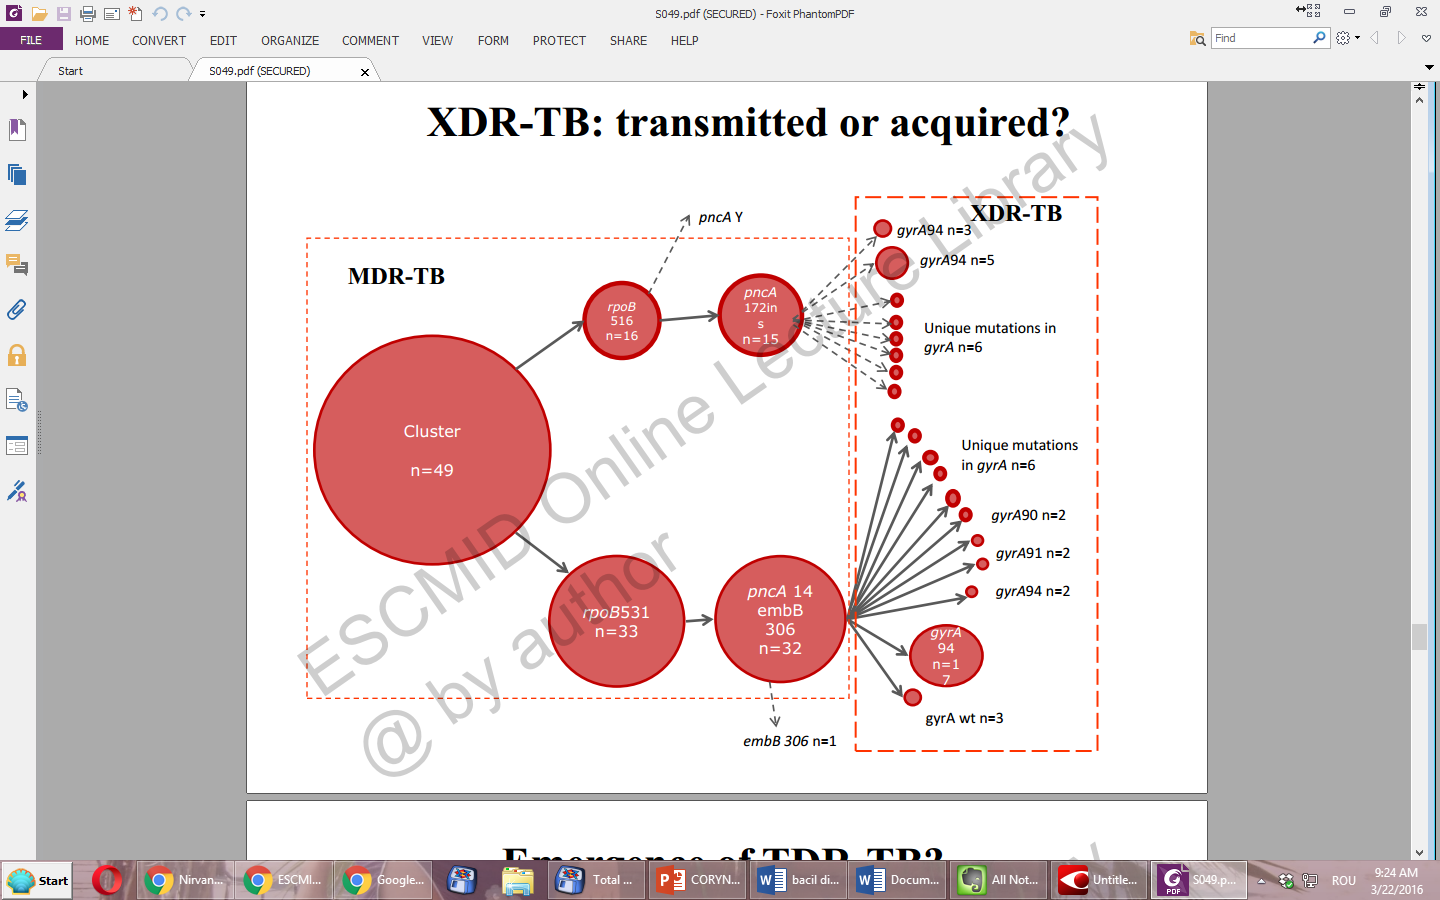 S049.pdf (SECURED) - Foxit PhantomPDF
FILE HOME CONVERT EDIT ORGANIZE COMMENT VIEW FORM PROTECT SHARE HELP
Find
Start S049.pdf (SECURED)
XDR-TB: transmitted or acquired?
MDR-TB
XDR-TB
pncA Y
Cluster
n=49
rpoB
516
n=16
pncA
172in
s
n=15
gyrA94 n=3
gyrA94 n=5
Unique mutations in
gyrA n=6
rpoB531
n=33
pncA 14
embB
306
n=32
embB 306 n=1
Unique mutations
in gyrA n=6
gyrA90 n=2
gyrA91 n=2
gyrA94 n=2
gyrA
94
n=1
7
gyrA wt n=3
ESCMID Online Lecture Library
@ by author
Emergence of TDR-TB?
Start
Nirvan...
ESCMI...
Google...
Total ...
CORYN...
bacil di...
Docum...
All Not...
Untitle...
S049.p...
ROU
9:24 AM
3/22/2016